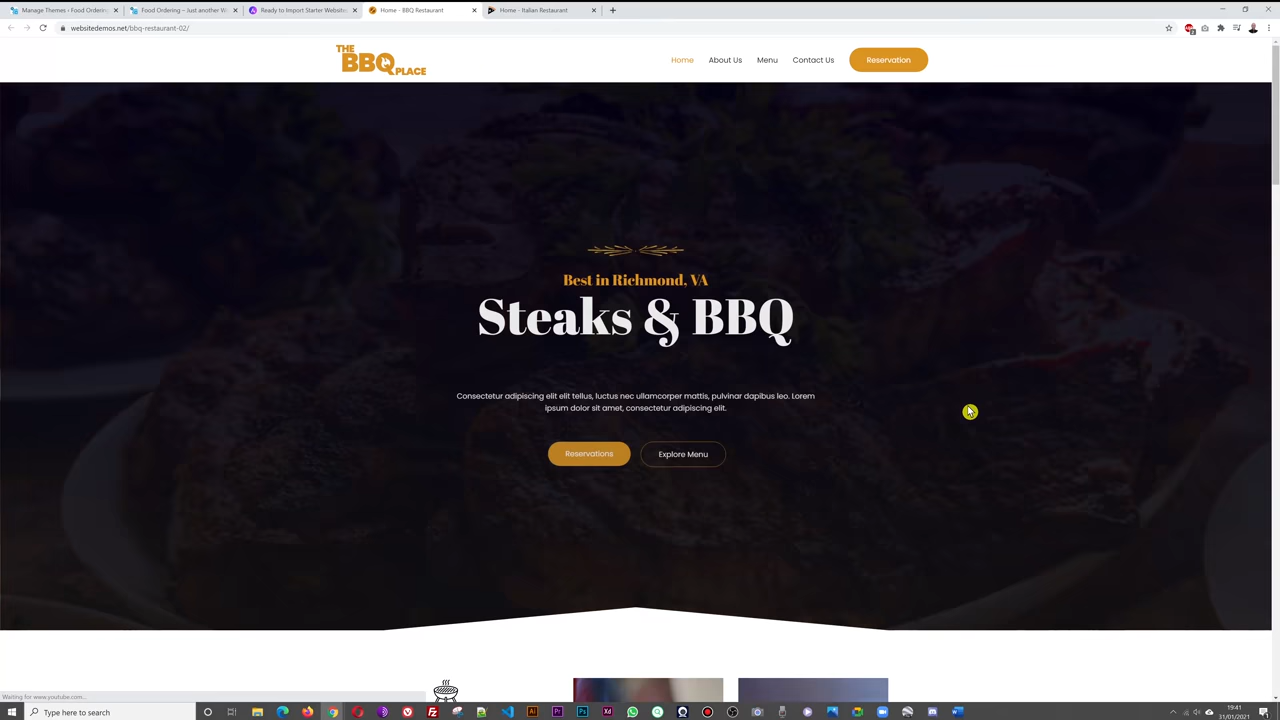 Manage Themes ‹ Food Ordering
Food Ordering – Just another W
Ready to Import Starter Website
Home - BBQ Restaurant
Home - Italian Restaurant
websitedemos.net/bbq-restaurant-02/
THE
BBQ
PLACE
Home
About Us
Menu
Contact Us
Reservation
Best in Richmond, VA
Steaks & BBQ
Consectetur adipiscing elit elit tellus, luctus nec ullamcorper mattis, pulvinar dapibus leo. Lorem
ipsum dolor sit amet, consectetur adipiscing elit.
Reservations
Explore Menu
Waiting for www.youtube.com...
Type here to search
19:41
31/01/2021